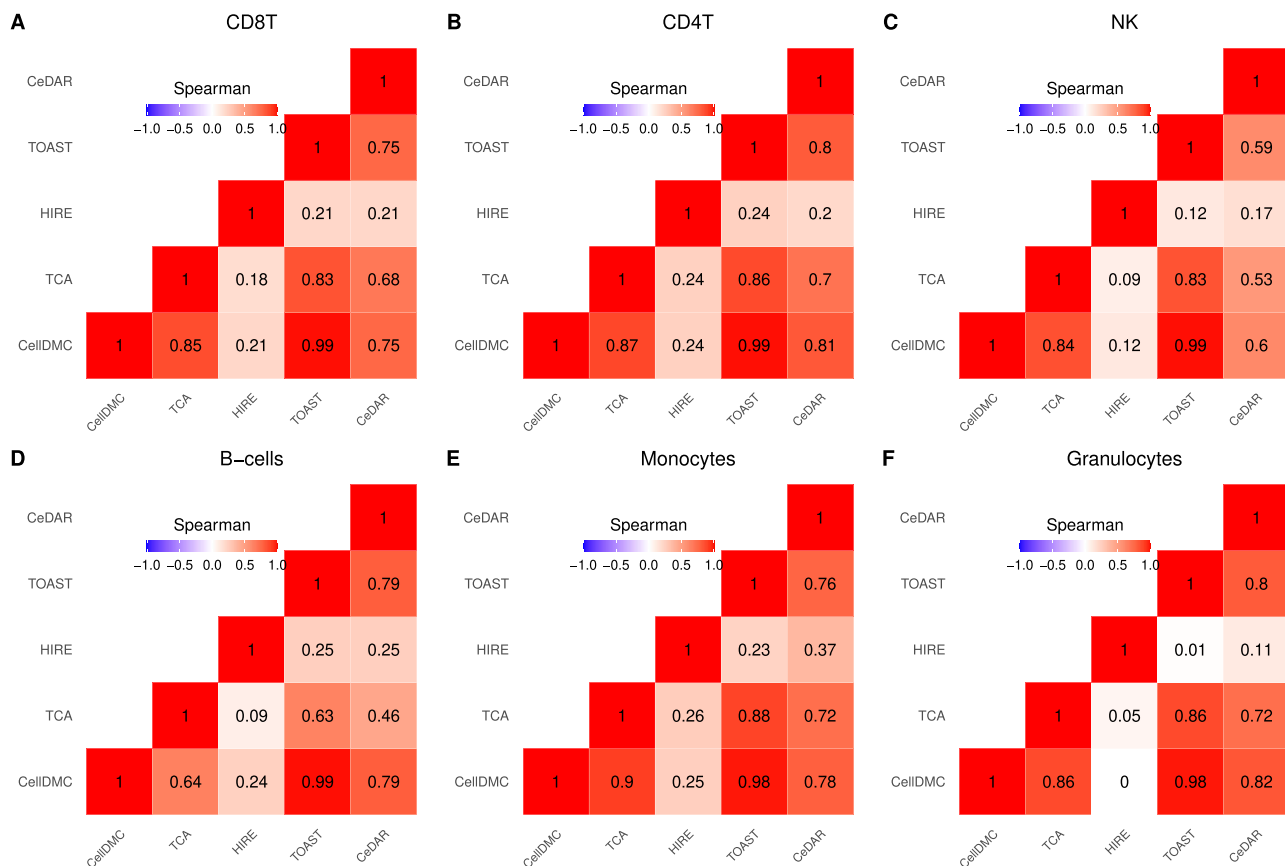 A CD8T
CeDAR 1
Spearman
−1.0 −0.5 0.0 0.5 1.0
TOAST 1 0.75
HIRE 1 0.21 0.21
TCA 1 0.18 0.83 0.68
CellDMC 1 0.85 0.21 0.99 0.75
CellDMC TCA HIRE TOAST CeDAR
B CD4T
CeDAR 1
Spearman
−1.0 −0.5 0.0 0.5 1.0
TOAST 1 0.8
HIRE 1 0.24 0.2
TCA 1 0.24 0.86 0.7
CellDMC 1 0.87 0.24 0.99 0.81
CellDMC TCA HIRE TOAST CeDAR
C NK
CeDAR 1
Spearman
−1.0 −0.5 0.0 0.5 1.0
TOAST 1 0.59
HIRE 1 0.12 0.17
TCA 1 0.09 0.83 0.53
CellDMC 1 0.84 0.12 0.99 0.6
CellDMC TCA HIRE TOAST CeDAR
D B−cells
CeDAR 1
Spearman
−1.0 −0.5 0.0 0.5 1.0
TOAST 1 0.79
HIRE 1 0.25 0.25
TCA 1 0.09 0.63 0.46
CellDMC 1 0.64 0.24 0.99 0.79
CellDMC TCA HIRE TOAST CeDAR
E Monocytes
CeDAR 1
Spearman
−1.0 −0.5 0.0 0.5 1.0
TOAST 1 0.76
HIRE 1 0.23 0.37
TCA 1 0.26 0.88 0.72
CellDMC 1 0.9 0.25 0.98 0.78
CellDMC TCA HIRE TOAST CeDAR
F Granulocytes
CeDAR 1
Spearman
−1.0 −0.5 0.0 0.5 1.0
TOAST 1 0.8
HIRE 1 0.01 0.11
TCA 1 0.05 0.86 0.72
CellDMC 1 0.86 0 0.98 0.82
CellDMC TCA HIRE TOAST CeDAR